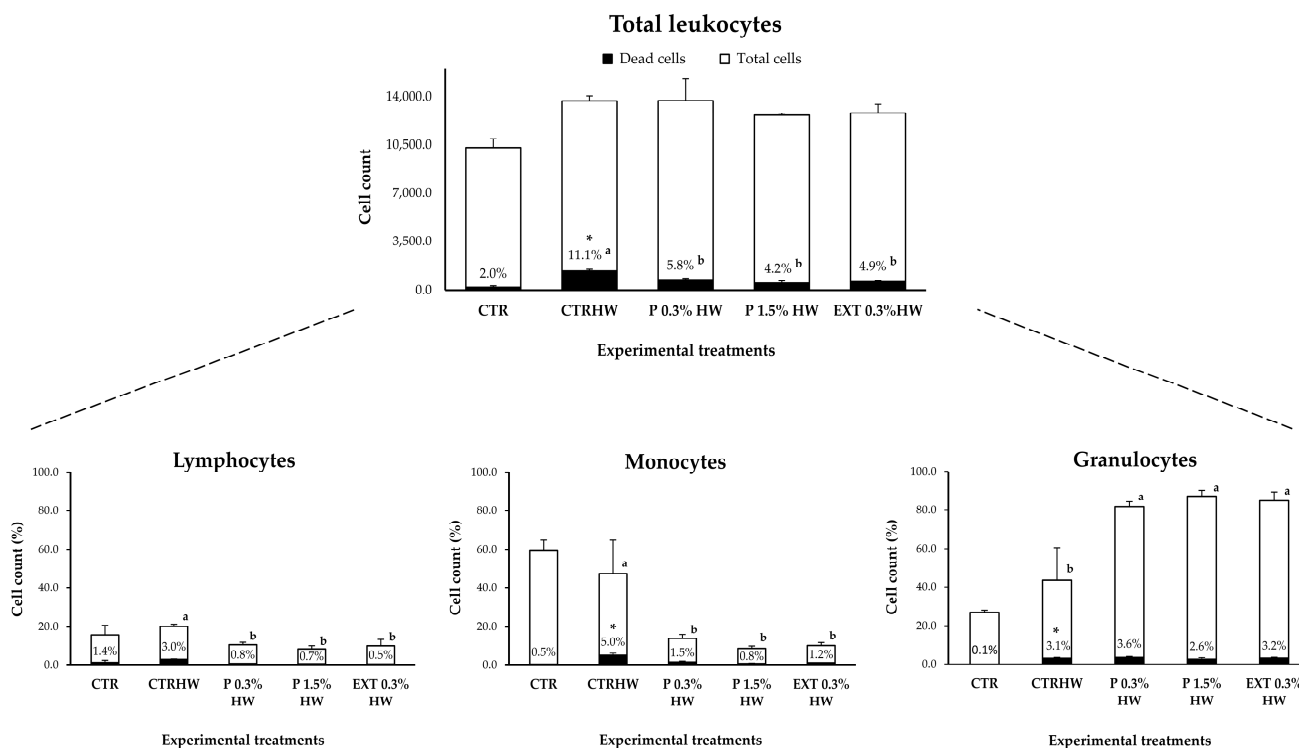 Total leukocytes
Dead cells Total cells
14,000.0
10,500.0
7,000.0
3,500.0
0.0
Cell count
2.0%
*
11.1% a
5.8% b
4.2% b
4.9% b
CTR CTRHW P 0.3% HW P 1.5% HW EXT 0.3%HW
Experimental treatments
Lymphocytes
100.0
80.0
60.0
40.0
20.0
0.0
Cell count (%)
1.4%
a
3.0%
b
0.8%
b
0.7%
b
0.5%
CTR CTRHW P 0.3% P 1.5% EXT 0.3%
HW HW HW
Experimental treatments
Monocytes
100.0
80.0
60.0
40.0
20.0
0.0
Cell count (%)
0.5%
a
*
5.0%
b
1.5%
b
0.8%
b
1.2%
CTR CTRHW P 0.3% P 1.5% EXT 0.3%
HW HW HW
Experimental treatments
Granulocytes
100.0
80.0
60.0
40.0
20.0
0.0
Cell count (%)
0.1%
b
*
3.1%
a
3.6%
a
2.6%
a
3.2%
CTR CTRHW P 0.3% P 1.5% EXT 0.3%
HW HW HW
Experimental treatments